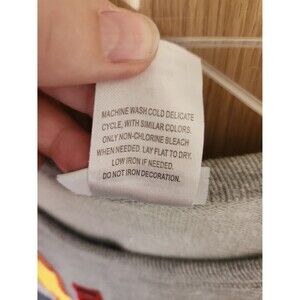 MACHINE WASH COLD DELICATE
CYCLE, WITH SIMILAR COLORS.
ONLY NON-CHLORINE BLEACH
WHEN NEEDED. LAY FLAT TO DRY.
LOW IRON IF NEEDED.
DO NOT IRON DECORATION.